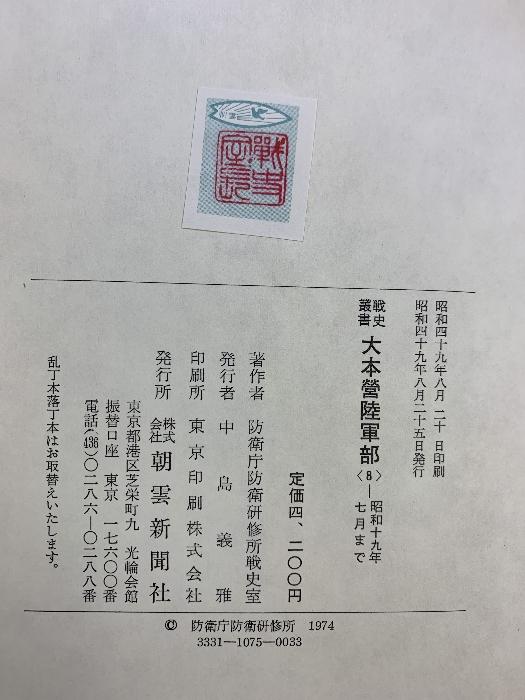 戦史室長
昭和四十九年八月二十日印刷
昭和四十九年八月二十五日発行
戦史叢書 大本營陸軍部〈8〉―昭和十九年七月まで
定価四、二〇〇円
著作者 防衛庁防衛研修所戦史室
発行者 中島義雅
印刷所 東京印刷株式会社
発行所 株式会社 朝雲新聞社
東京都港区芝栄町九 光輪会館
振替口座 東京 一七六〇〇番
電話(436)〇二八六―〇二八八番
乱丁本落丁本はお取替えいたします。
© 防衛庁防衛研修所 1974
3331―1075―0033